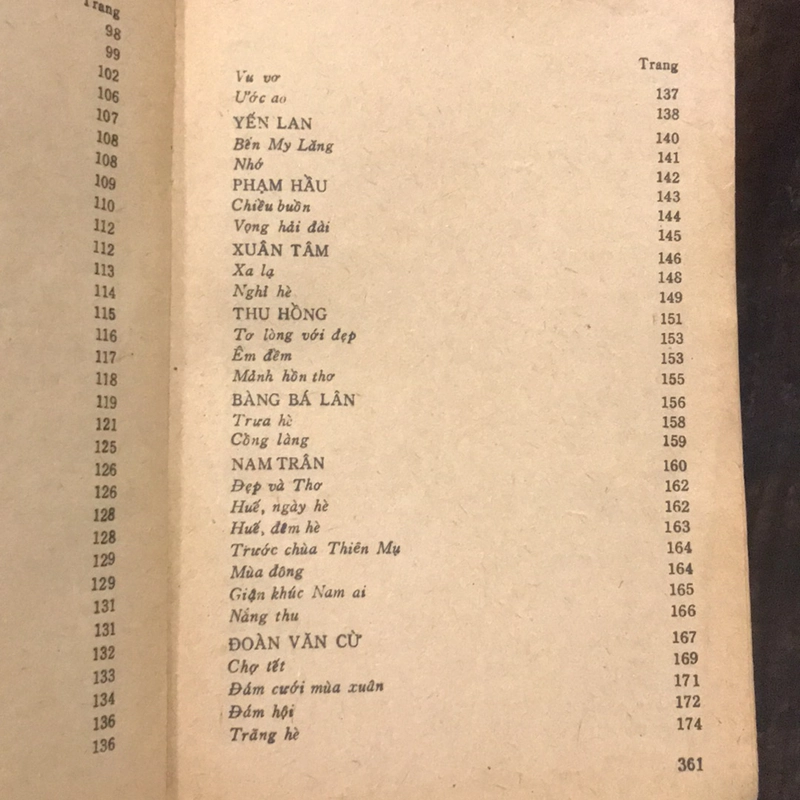 Trang
98
99
102
106
107
108
108
109
110
112
112
113
114
115
116
117
118
119
121
125
126
126
128
128
129
129
131
131
132
133
134
136
136
Trang
Vu vơ 137
Ước ao 138
YẾN LAN 140
Bến My Lăng 141
Nhớ 142
PHẠM HẦU 143
Chiều buồn 144
Vọng hải đài 145
XUÂN TÂM 146
Xa lạ 148
Nghỉ hè 149
THU HỒNG 151
Tơ lòng với đẹp 153
Êm đềm 153
Mảnh hồn thơ 155
BÀNG BÁ LÂN 156
Trưa hè 158
Cổng làng 159
NAM TRÂN 160
Đẹp và Thơ 162
Huế, ngày hè 162
Huế, đêm hè 163
Trước chùa Thiên Mụ 164
Mùa đông 164
Giận khúc Nam ai 165
Nắng thu 166
ĐOÀN VĂN CỪ 167
Chợ tết 169
Đám cưới mùa xuân 171
Đám hội 172
Trăng hè 174
361